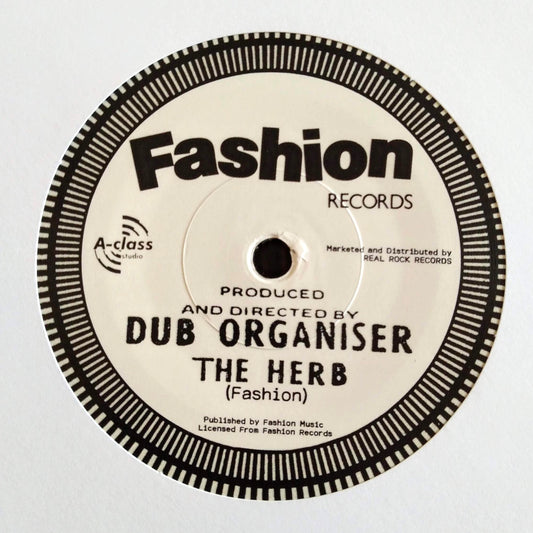 Fashion
RECORDS
A-class
studio
Marketed and Distributed by
REAL ROCK RECORDS
PRODUCED
AND DIRECTED BY
DUB ORGANISER
THE HERB
(Fashion)
Published by Fashion Music
Licensed From Fashion Records